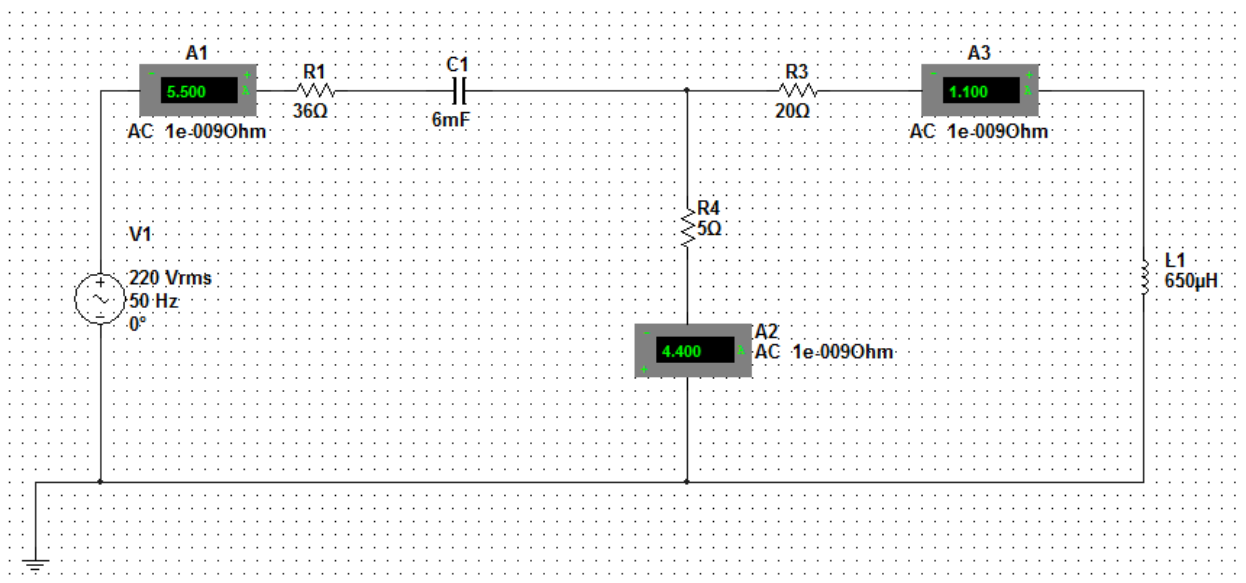 A1
- +
5.500 A
AC 1e-009Ohm
R1
36Ω
C1
6mF
R3
20Ω
A3
- +
1.100 A
AC 1e-009Ohm
R4
5Ω
V1
+
220 Vrms
50 Hz
0°
-
L1
650µH
A2
-
4.400 A
+
AC 1e-009Ohm